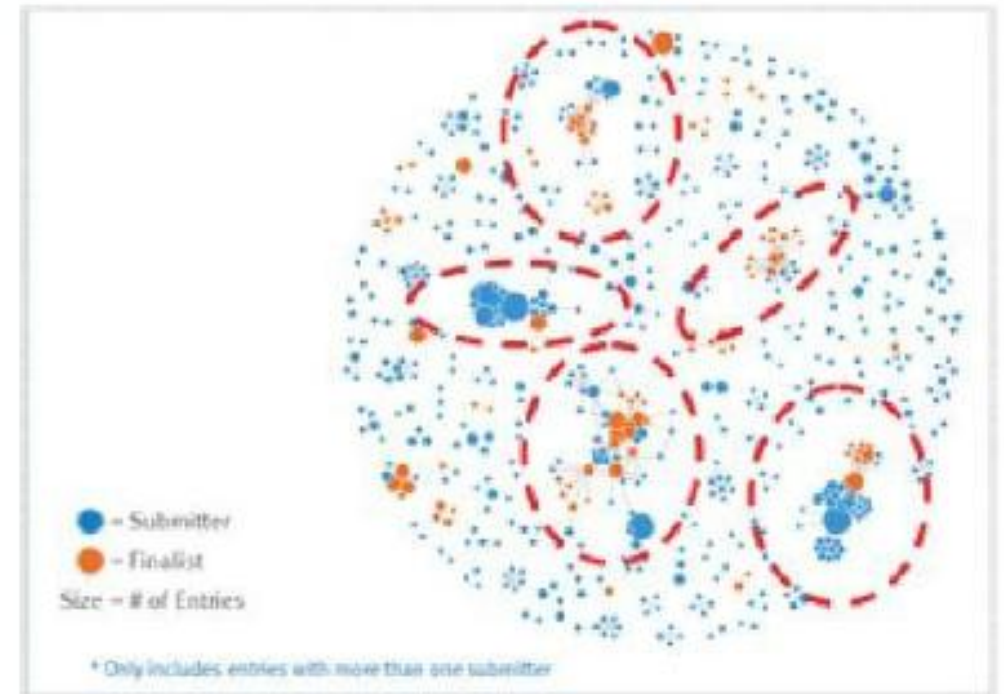 = Submitter
= Finalist
Size = # of Entries
* Only includes entries with more than one submitter